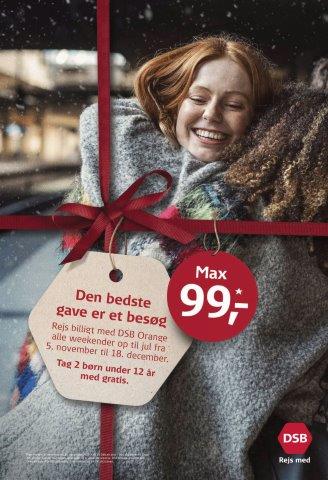 Max
99,-*
Den bedste
gave er et besøg
Rejs billigt med DSB Orange
alle weekender op til jul fra
5. november til 18. december.
Tag 2 børn under 12 år
med gratis.
DSB
Rejs med